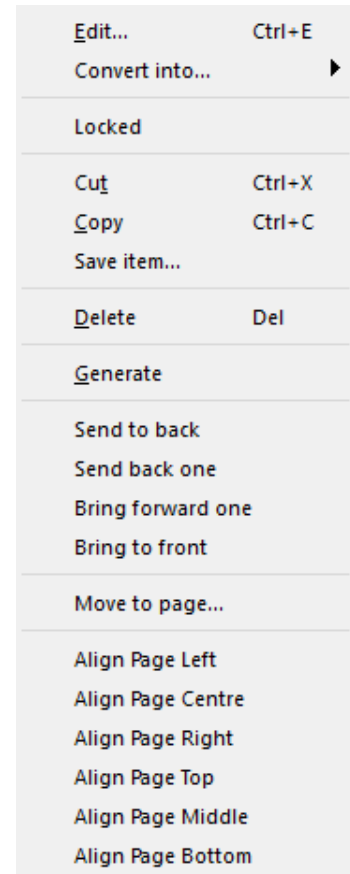 Edit... Ctrl+E
Convert into...
Locked
Cut Ctrl+X
Copy Ctrl+C
Save item...
Delete Del
Generate
Send to back
Send back one
Bring forward one
Bring to front
Move to page...
Align Page Left
Align Page Centre
Align Page Right
Align Page Top
Align Page Middle
Align Page Bottom